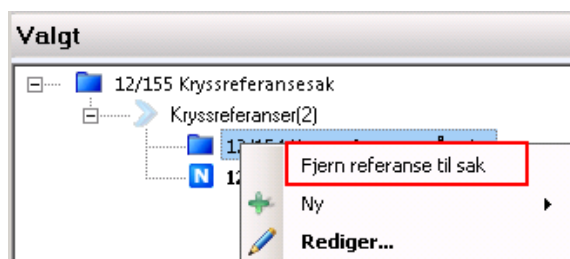 Valgt
12/155 Kryssreferansesak
Kryssreferanser(2)
Fjern referanse til sak
N
Ny
Rediger...